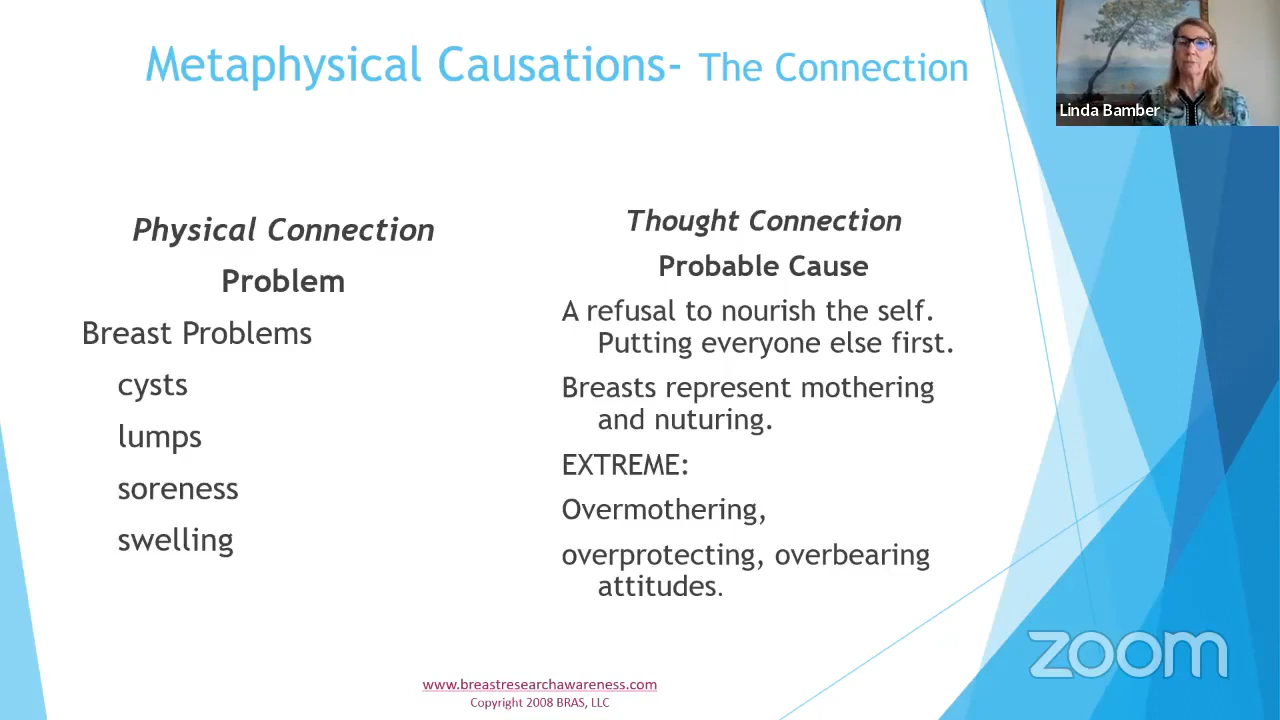 Metaphysical Causations- The Connection
Linda Bamber
Physical Connection
Problem
Breast Problems
cysts
lumps
soreness
swelling
Thought Connection
Probable Cause
A refusal to nourish the self.
Putting everyone else first.
Breasts represent mothering
and nuturing.
EXTREME:
Overmothering,
overprotecting, overbearing
attitudes.
www.breastresearchawareness.com
Copyright 2008 BRAS, LLC
zoom